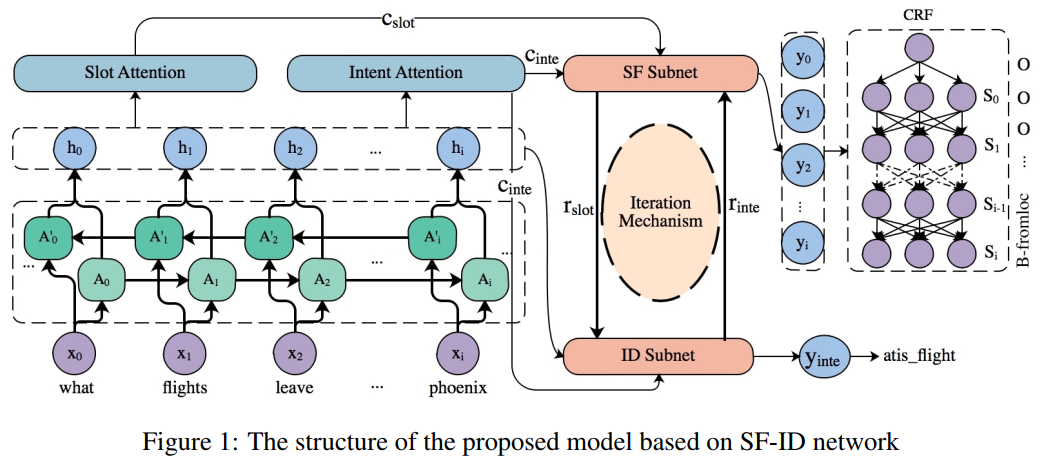 c_slot
CRF
Slot Attention
Intent Attention
c_inte
SF Subnet
y_0
O
S_0
O
y_1
O
h_0 h_1 h_2 ... h_i
y_2
S_1
...
c_inte
r_slot
Iteration
Mechanism
r_inte
⋮
S_i-1
A'_0 A'_1 A'_2 A'_i
y_i
S_i
B-fromloc
... A_0 A_1 A_2 ... A_i ...
x_0 x_1 x_2 x_i
ID Subnet
y_inte
atis_flight
what flights leave ... phoenix
Figure 1: The structure of the proposed model based on SF-ID network